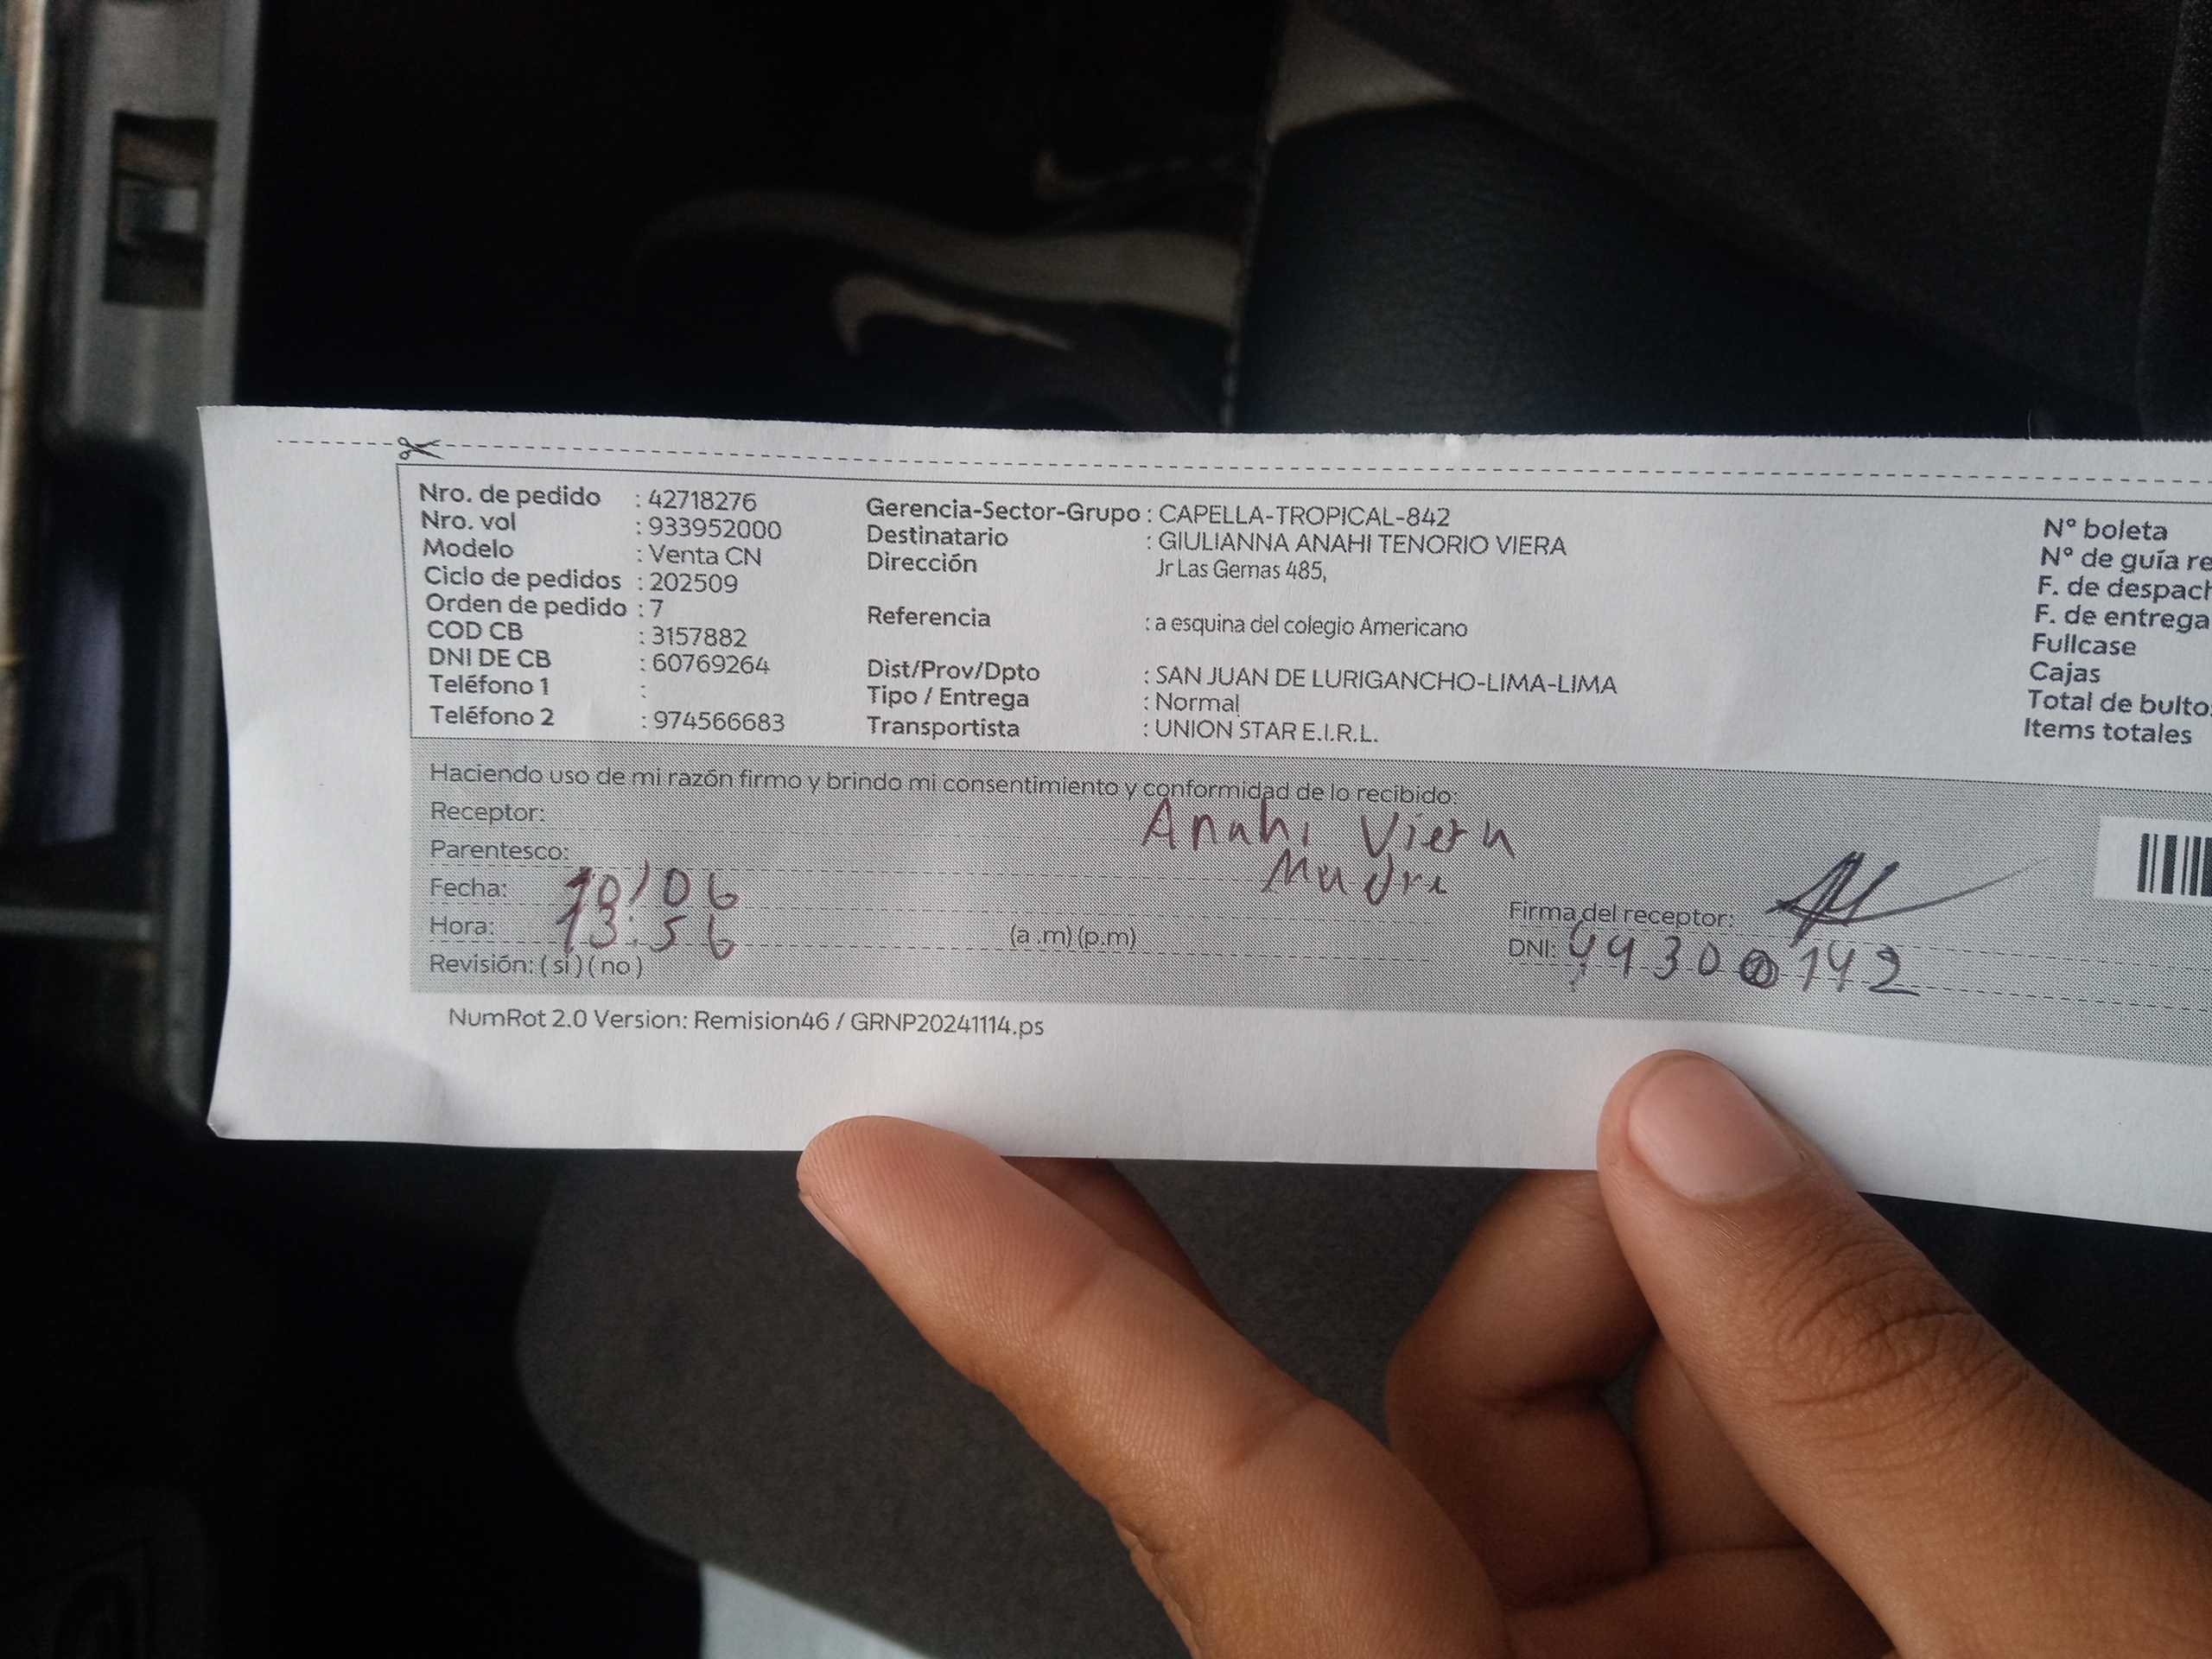 Nro. de pedido : 42718276
Nro. vol : 933952000
Modelo : Venta CN
Ciclo de pedidos : 202509
Orden de pedido : 7
COD CB : 3157882
DNI DE CB : 60769264
Teléfono 1 :
Teléfono 2 : 974566683
Gerencia-Sector-Grupo : CAPELLA-TROPICAL-842
Destinatario : GIULIANNA ANAHI TENORIO VIERA
Dirección Jr Las Gemas 485,
Referencia : a esquina del colegio Americano
Dist/Prov/Dpto : SAN JUAN DE LURIGANCHO-LIMA-LIMA
Tipo / Entrega : Normal
Transportista : UNION STAR E.I.R.L.
N° boleta
N° de guía re
F. de despach
F. de entrega
Fullcase
Cajas
Total de bulto
Items totales
Haciendo uso de mi razón firmo y brindo mi consentimiento y conformidad de lo recibido:
Receptor: Anahi Viera
Parentesco: Madre
Fecha: 10/06
Hora: 13:56 (a .m) (p.m)
Revisión: ( si ) ( no )
Firma del receptor:
DNI: 4430 142
NumRot 2.0 Version: Remision46 / GRNP20241114.ps